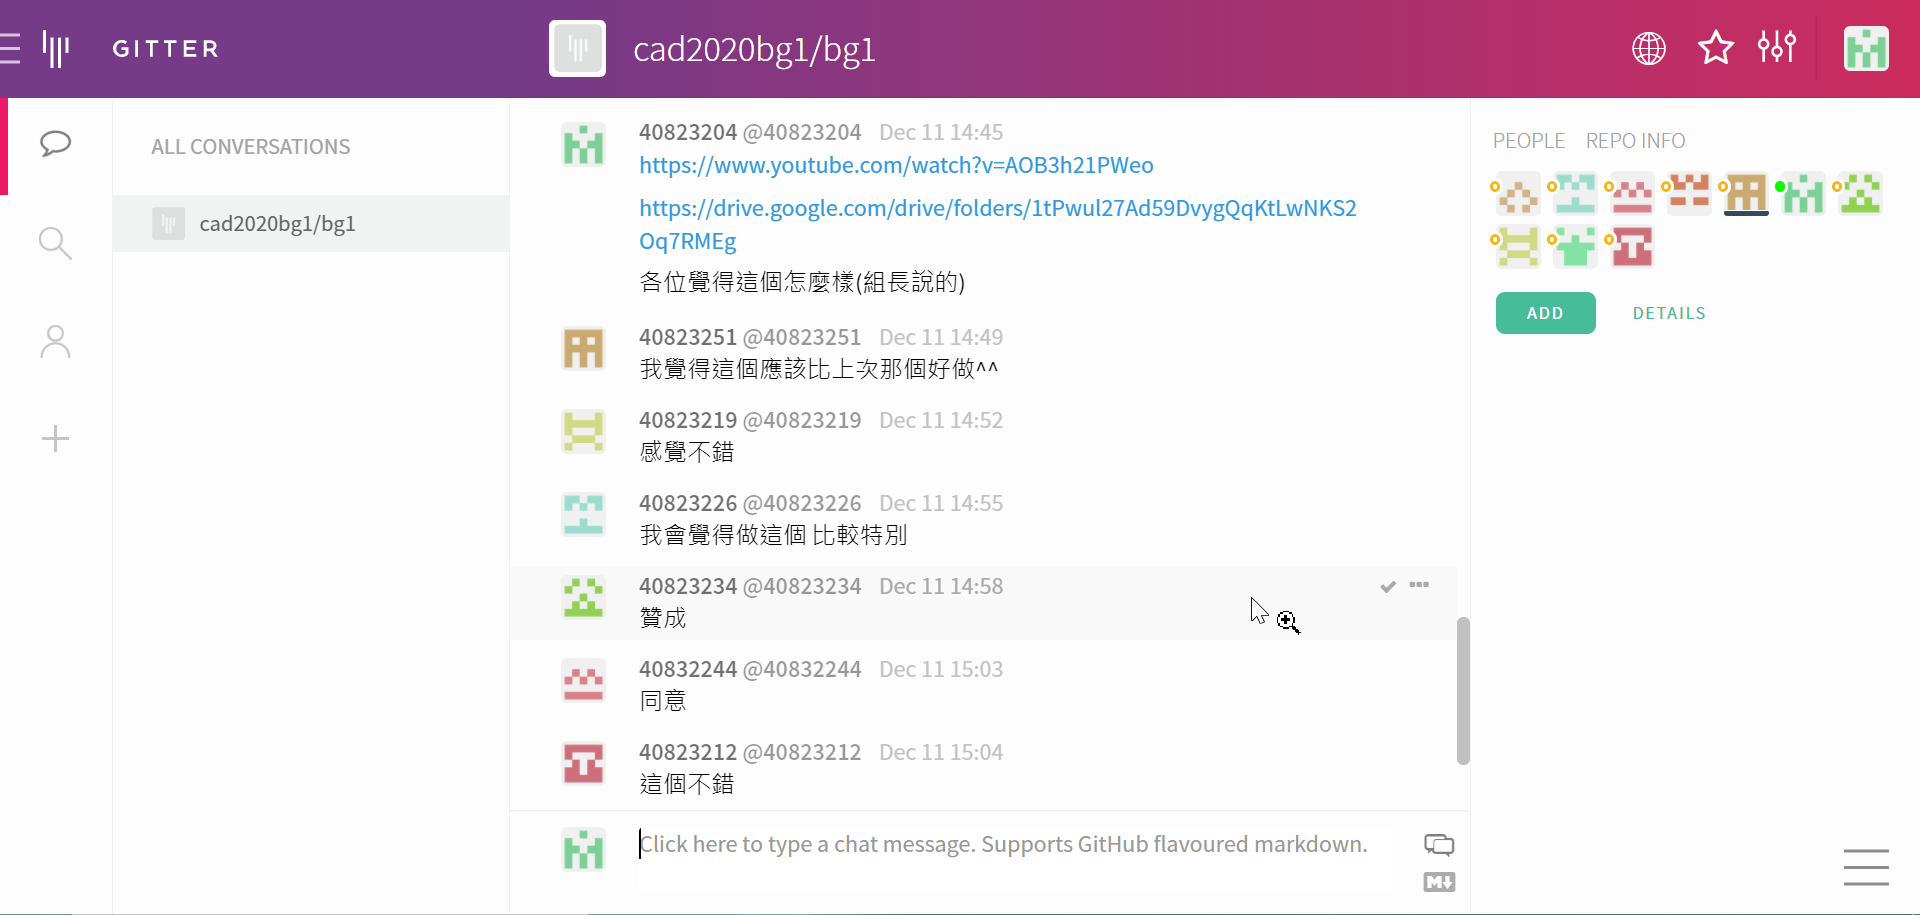 GITTER
cad2020bg1/bg1
ALL CONVERSATIONS
cad2020bg1/bg1
40823204 @40823204 Dec 11 14:45
https://www.youtube.com/watch?v=AOB3h21PWeo
https://drive.google.com/drive/folders/1tPwul27Ad59DvygQqKtLwNKS2
Oq7RMEg
各位覺得這個怎麼樣(組長說的)
40823251 @40823251 Dec 11 14:49
我覺得這個應該比上次那個好做^^
40823219 @40823219 Dec 11 14:52
感覺不錯
40823226 @40823226 Dec 11 14:55
我會覺得做這個 比較特別
40823234 @40823234 Dec 11 14:58
贊成
40832244 @40832244 Dec 11 15:03
同意
40823212 @40823212 Dec 11 15:04
這個不錯
Click here to type a chat message. Supports GitHub flavoured markdown.
M
PEOPLE REPO INFO
ADD DETAILS